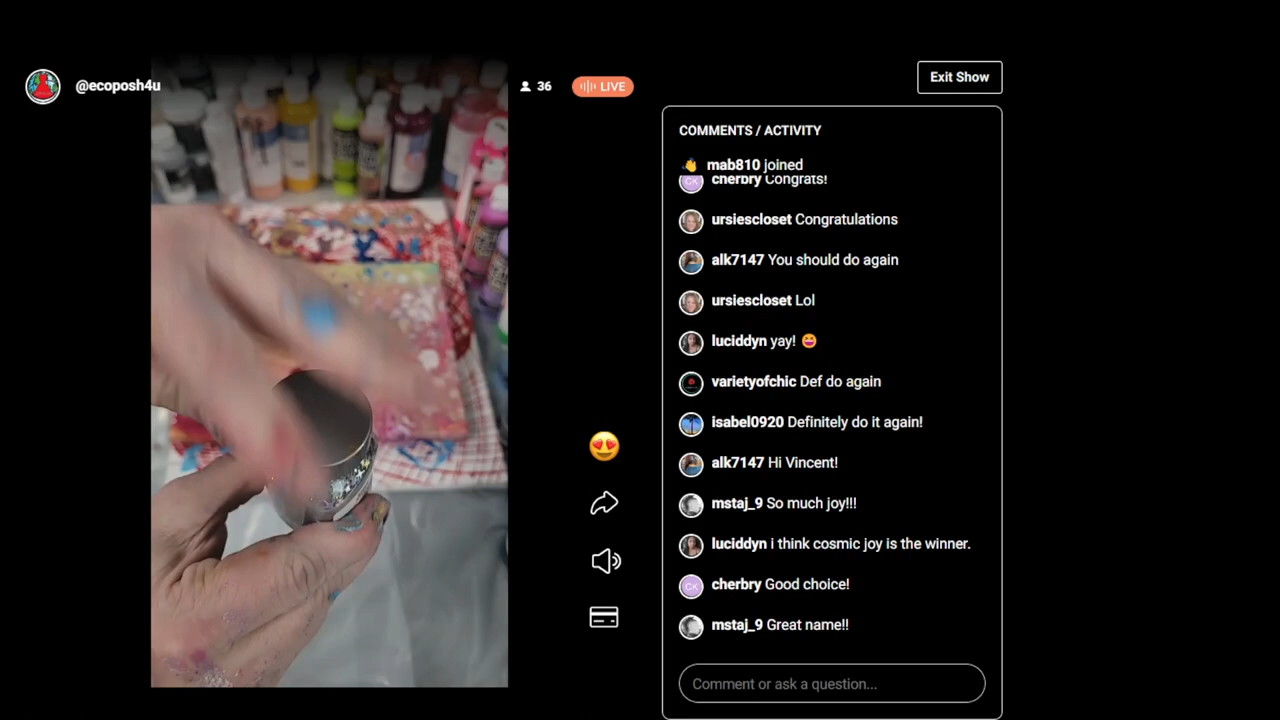 @ecoposh4u
36
LIVE
Exit Show
COMMENTS / ACTIVITY
mab810 joined
cherbry Congrats!
ursiescloset Congratulations
alk7147 You should do again
ursiescloset Lol
luciddyn yay! 😆
varietyofchic Def do again
isabel0920 Definitely do it again!
alk7147 Hi Vincent!
mstaj_9 So much joy!!!
luciddyn i think cosmic joy is the winner.
CK
cherbry Good choice!
mstaj_9 Great name!!
Comment or ask a question...